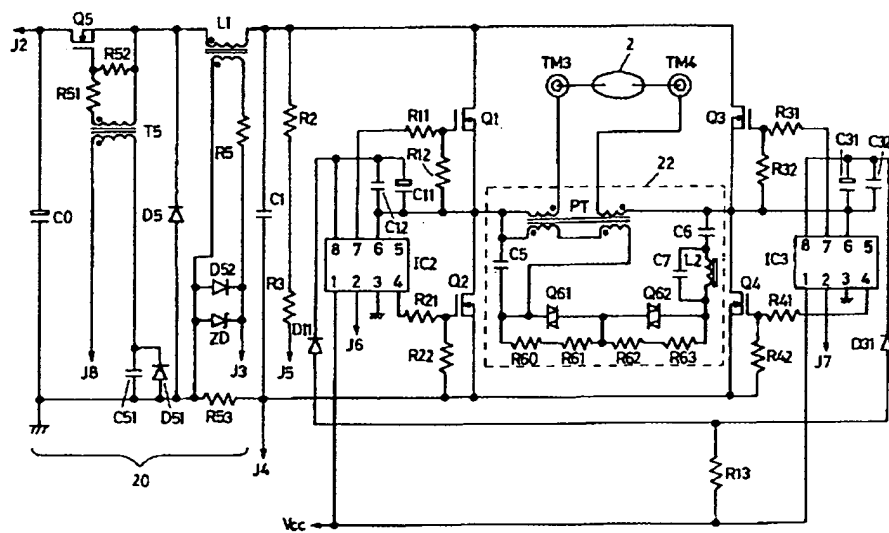 Q5
L1
J2
R52
R51
T5
R5
R2
R11
Q1
R12
TM3
2
TM4
Q3
R31
C31
C32
R32
22
C0
D5
C1
C12
C11
PT
C6
C5
C7
L2
8 7 6 5
IC2
1 2 3 4
8 7 6 5
IC3
1 2 3 4
D52
ZD
R3
D11
Q2
R21
R22
Q61
Q62
Q4
R41
R42
D31
R60
R61
R62
R63
J8
C51
D51
J3
R53
J5
J6
J7
J4
20
R13
Vcc